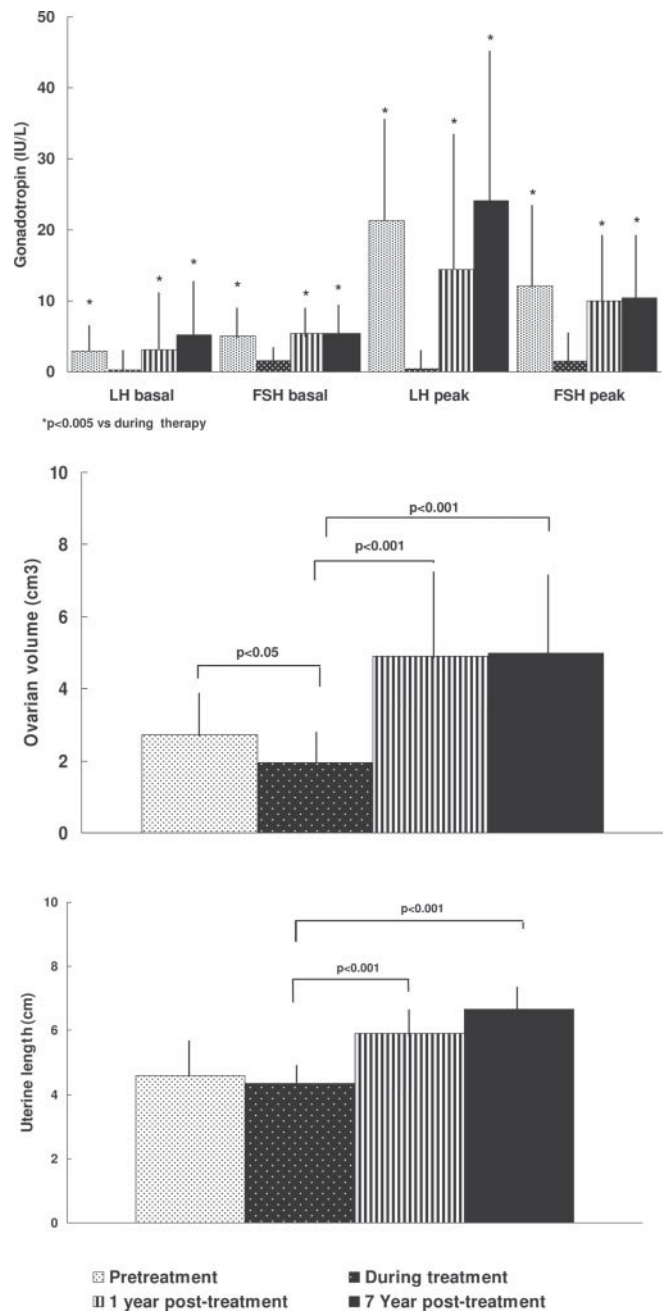 Gonadotropin (IU/L)
50
40
30
20
10
0
* * * * * * * * * * * *
LH basal FSH basal LH peak FSH peak
*p<0.005 vs during therapy
Ovarian volume (cm3)
10
8
6
4
2
0
p<0.001
p<0.001
p<0.05
Uterine length (cm)
10
8
6
4
2
0
p<0.001
p<0.001
Pretreatment During treatment
1 year post-treatment 7 Year post-treatment